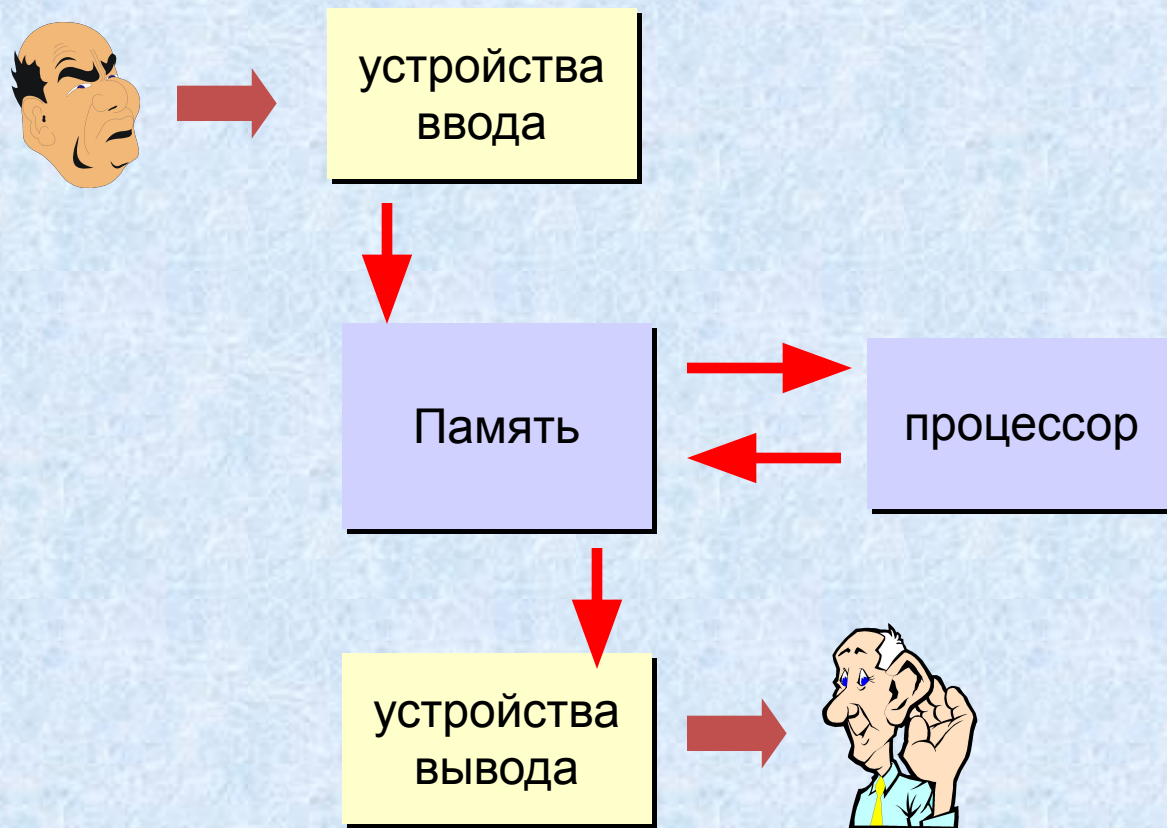 устройства
ввода
Память
процессор
устройства
вывода